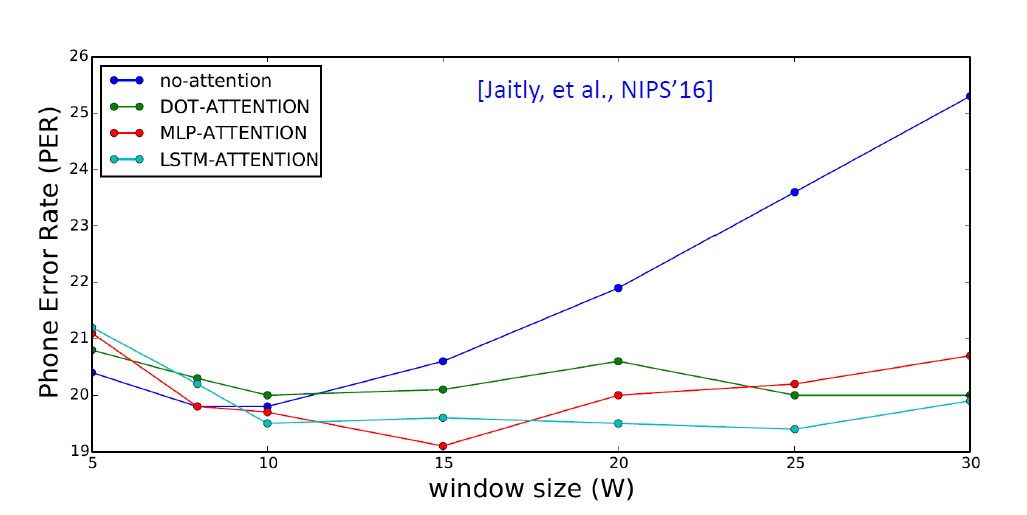 [Jaitly, et al., NIPS’16]
no-attention
DOT-ATTENTION
MLP-ATTENTION
LSTM-ATTENTION
Phone Error Rate (PER)
26
25
24
23
22
21
20
19
5 10 15 20 25 30
window size (W)